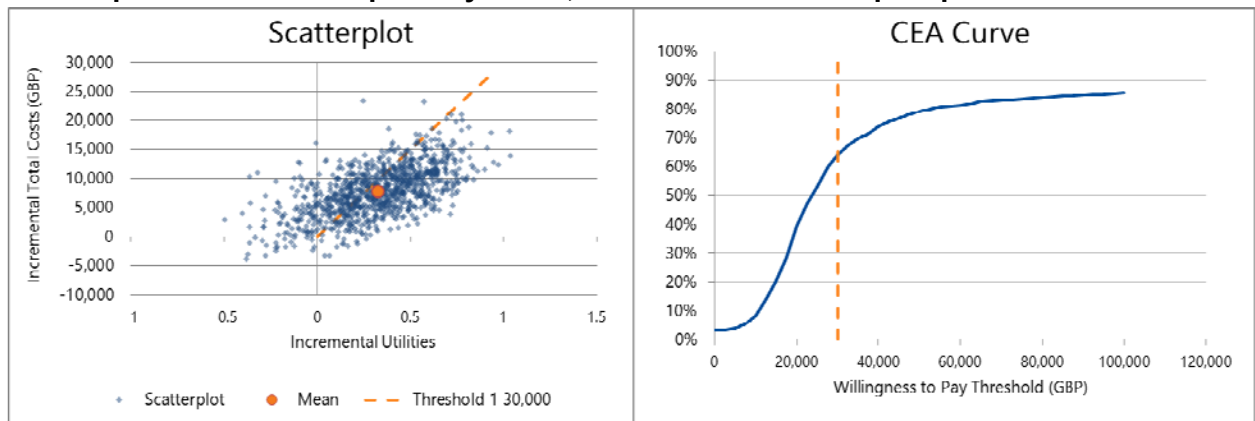 Scatterplot
30,000
25,000
20,000
15,000
10,000
5,000
0
-5,000
-10,000
Incremental Total Costs (GBP)
1 0.5 0 0.5 1 1.5
Incremental Utilities
Scatterplot Mean Threshold 1 30,000
CEA Curve
100%
90%
80%
70%
60%
50%
40%
30%
20%
10%
0%
0 20,000 40,000 60,000 80,000 100,000 120,000
Willingness to Pay Threshold (GBP)